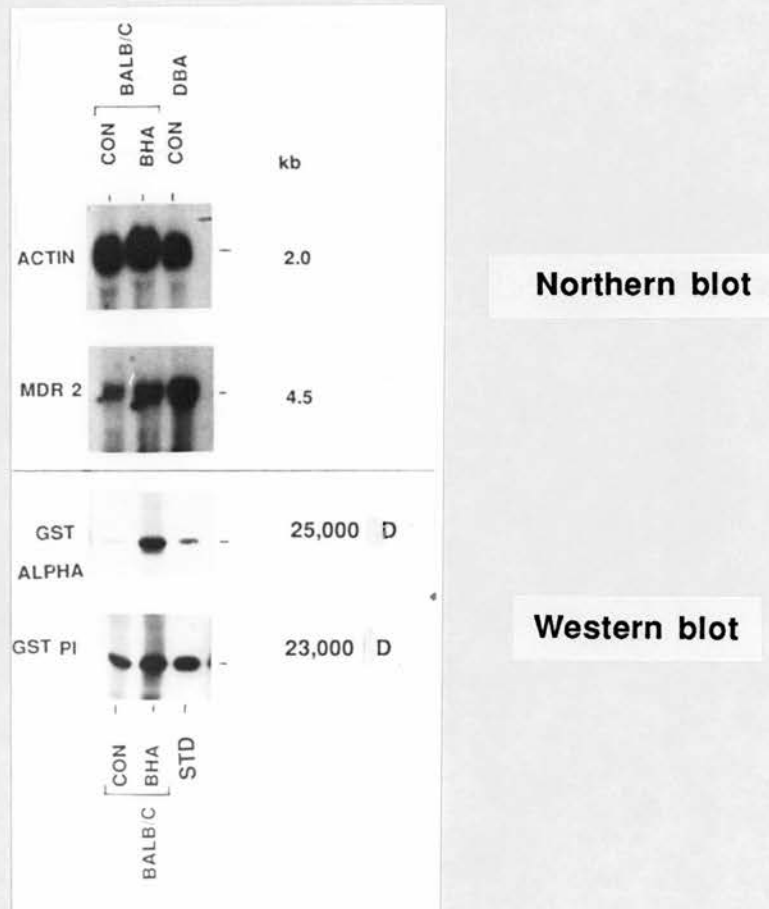 BALB/C
DBA
CON
BHA
CON
kb
ACTIN
2.0
Northern blot
MDR 2
4.5
GST
ALPHA
25,000 D
GST PI
23,000 D
Western blot
CON
BHA
STD
BALB/C